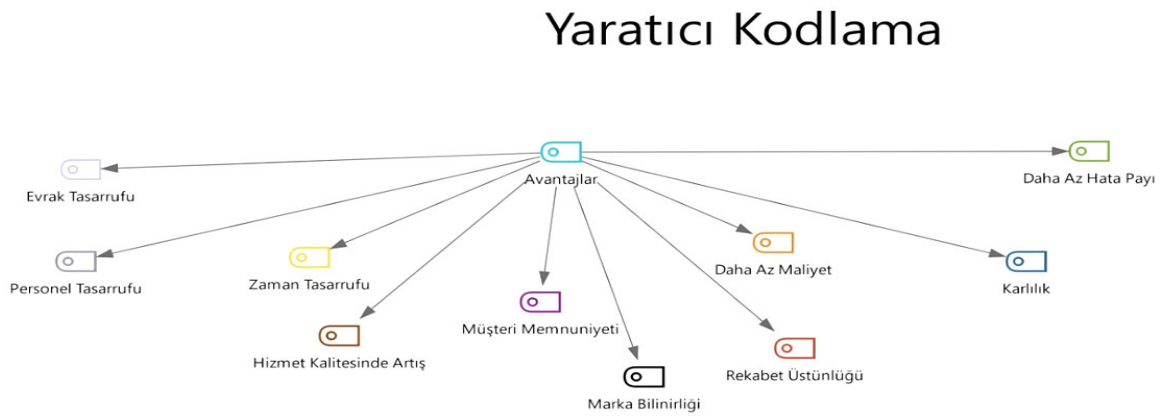 Yaratıcı Kodlama
Avantajlar
Daha Az Hata Payı
Evrak Tasarrufu
Daha Az Maliyet
Personel Tasarrufu
Zaman Tasarrufu
Karlılık
Müşteri Memnuniyeti
Hizmet Kalitesinde Artış
Rekabet Üstünlüğü
Marka Bilinirliği